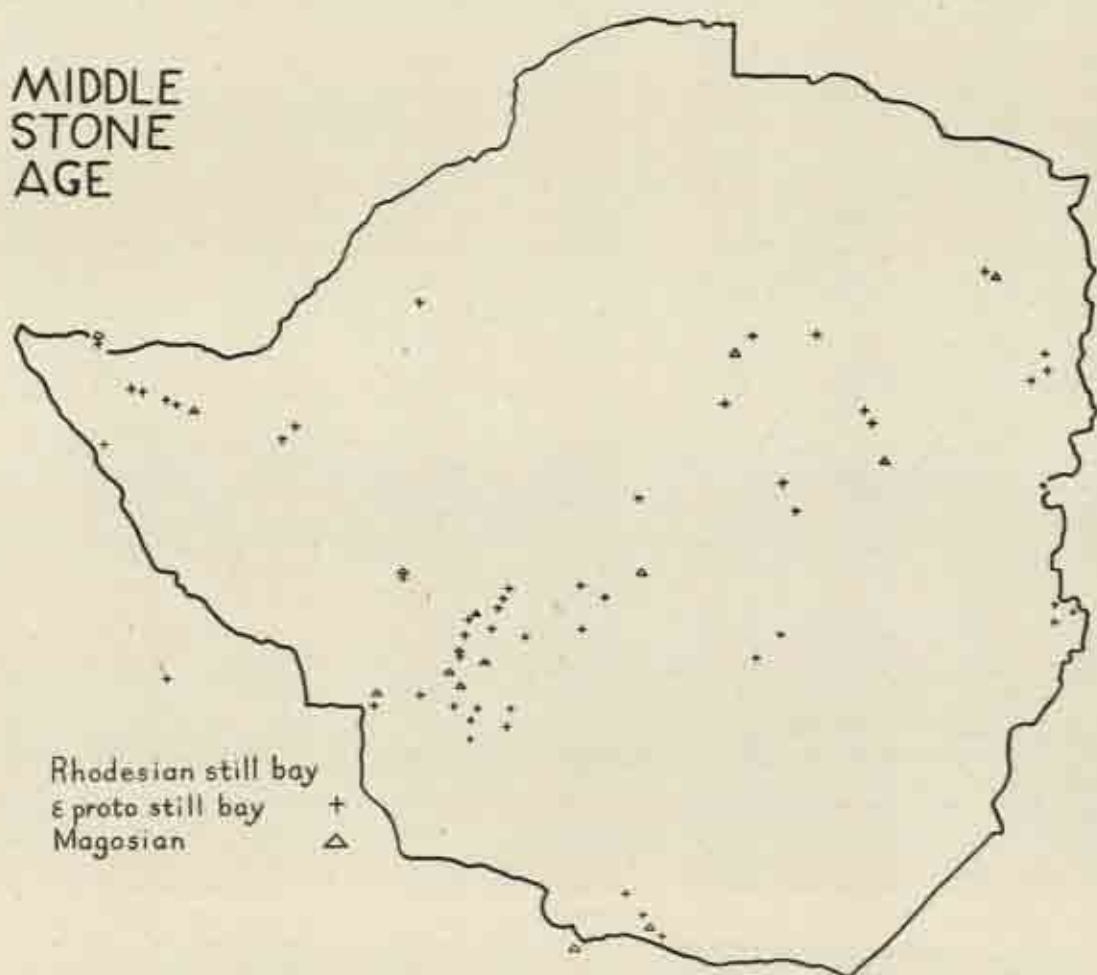 MIDDLE
STONE
AGE
Rhodesian still bay
& proto still bay +
Magosian △